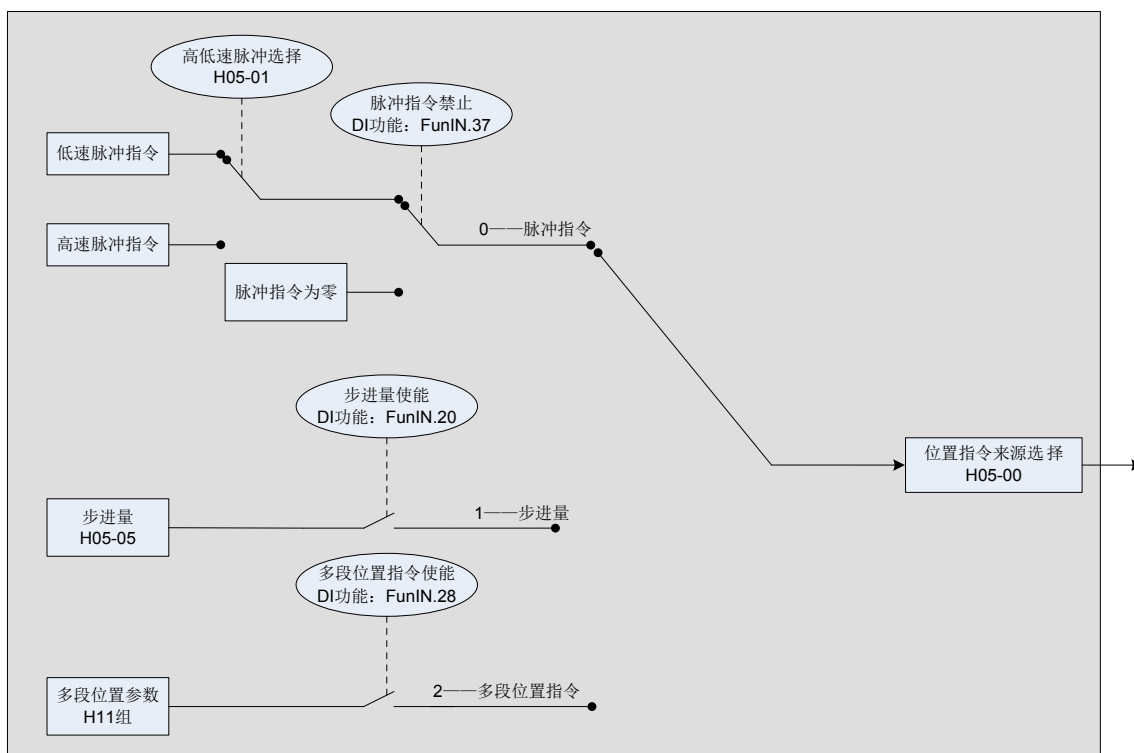 高低速脉冲选择
H05-01
脉冲指令禁止
DI功能：FunIN.37
低速脉冲指令
0——脉冲指令
高速脉冲指令
脉冲指令为零
步进量使能
DI功能：FunIN.20
位置指令来源选择
H05-00
步进量
H05-05
1——步进量
多段位置指令使能
DI功能：FunIN.28
多段位置参数
H11组
2——多段位置指令